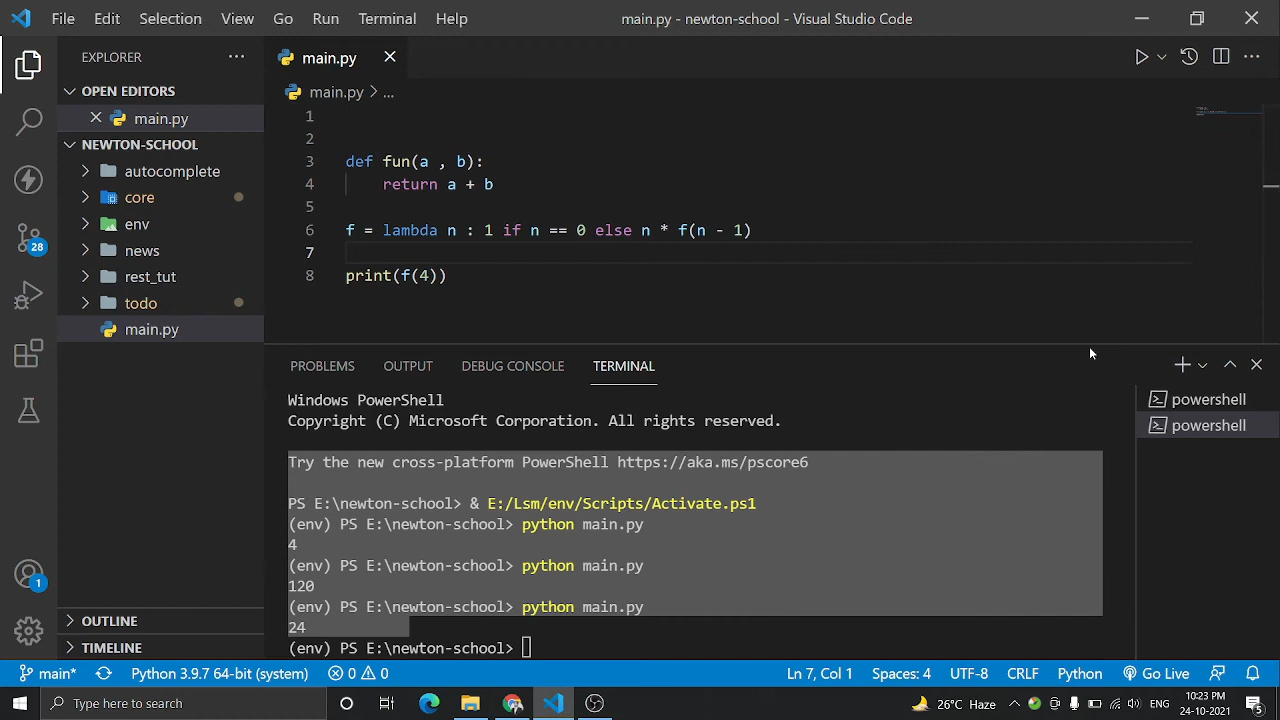 File Edit Selection View Go Run Terminal Help
main.py - newton-school - Visual Studio Code
EXPLORER
OPEN EDITORS
main.py
NEWTON-SCHOOL
autocomplete
core
env
news
rest_tut
todo
main.py
OUTLINE
TIMELINE
28
1
main.py
main.py > ...
1
2
3 def fun(a , b):
4 return a + b
5
6 f = lambda n : 1 if n == 0 else n * f(n - 1)
7
8 print(f(4))
PROBLEMS OUTPUT DEBUG CONSOLE TERMINAL
powershell
powershell
Windows PowerShell
Copyright (C) Microsoft Corporation. All rights reserved.
Try the new cross-platform PowerShell https://aka.ms/pscore6
PS E:\newton-school> & E:/Lsm/env/Scripts/Activate.ps1
(env) PS E:\newton-school> python main.py
4
(env) PS E:\newton-school> python main.py
120
(env) PS E:\newton-school> python main.py
24
(env) PS E:\newton-school>
main* Python 3.9.7 64-bit (system) 0 0 Ln 7, Col 1 Spaces: 4 UTF-8 CRLF Python Go Live
Type here to search
26°C Haze
ENG
10:23 PM
24-10-2021
5